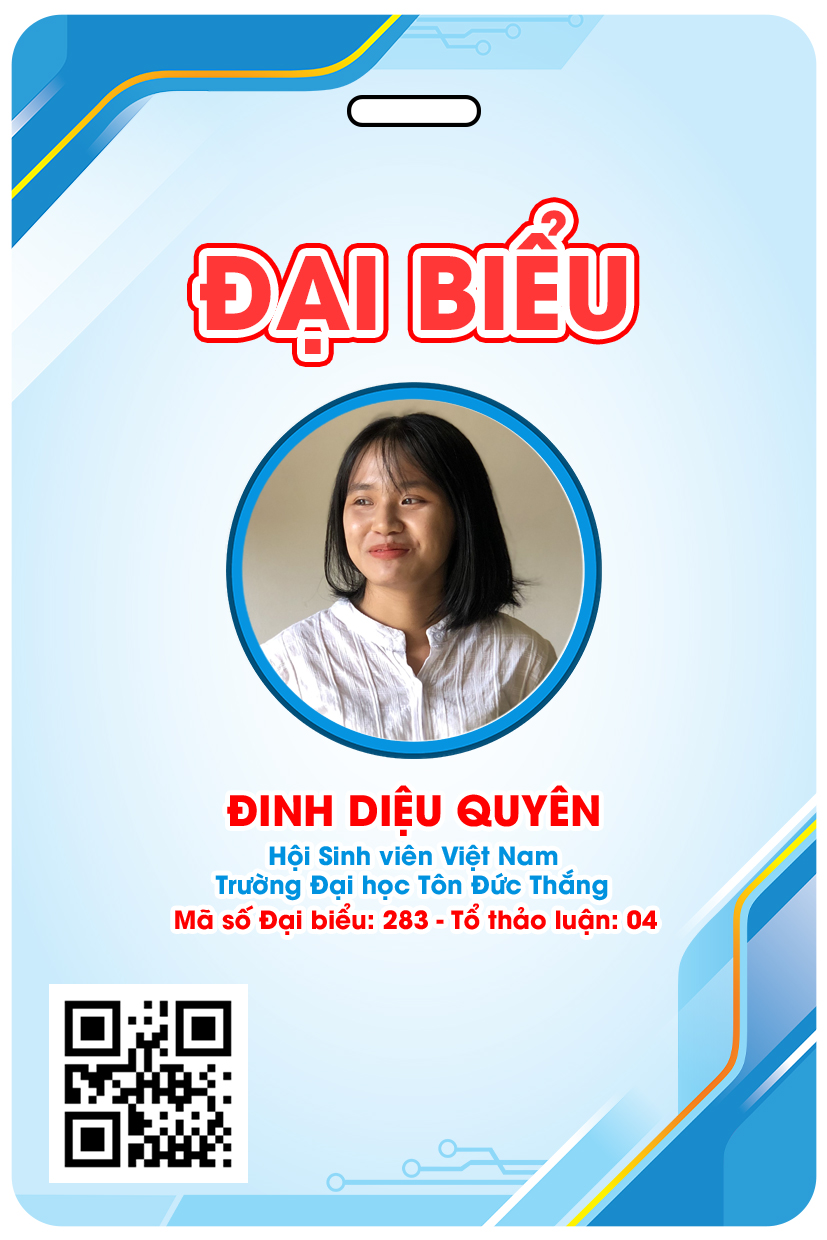 ĐẠI BIỂU
ĐINH DIỆU QUYÊN
Hội Sinh viên Việt Nam
Trường Đại học Tôn Đức Thắng
Mã số Đại biểu: 283 - Tổ thảo luận: 04